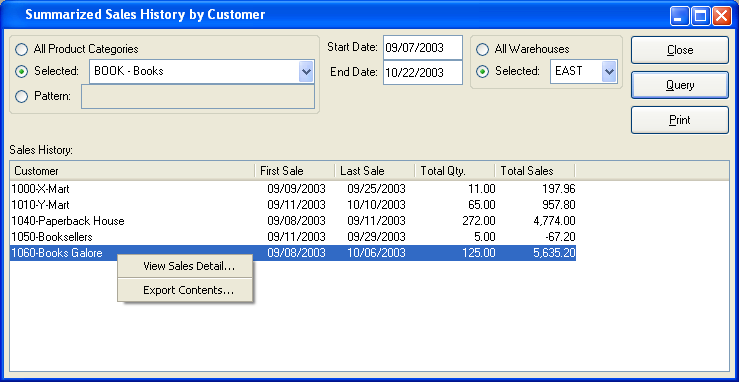 Summarized Sales History by Customer
All Product Categories
Selected: BOOK - Books
Pattern:
Start Date: 09/07/2003
End Date: 10/22/2003
All Warehouses
Selected: EAST
Close
Query
Print
Sales History:
Customer First Sale Last Sale Total Qty. Total Sales
1000-X-Mart 09/09/2003 09/25/2003 11.00 197.96
1010-Y-Mart 09/11/2003 10/10/2003 65.00 957.80
1040-Paperback House 09/08/2003 09/11/2003 272.00 4,774.00
1050-Booksellers 09/11/2003 09/29/2003 5.00 -67.20
1060-Books Galore 09/08/2003 10/06/2003 125.00 5,635.20
View Sales Detail...
Export Contents...